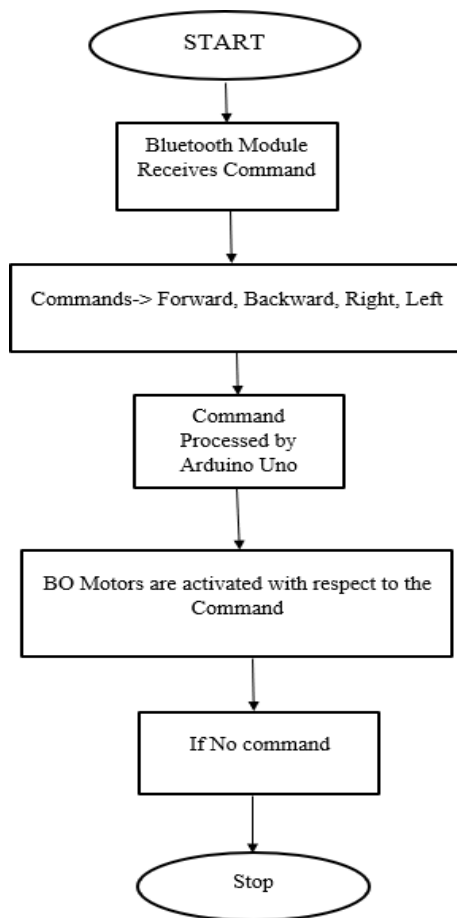 START
Bluetooth Module
Receives Command
Commands-> Forward, Backward, Right, Left
Command
Processed by
Arduino Uno
BO Motors are activated with respect to the
Command
If No command
Stop